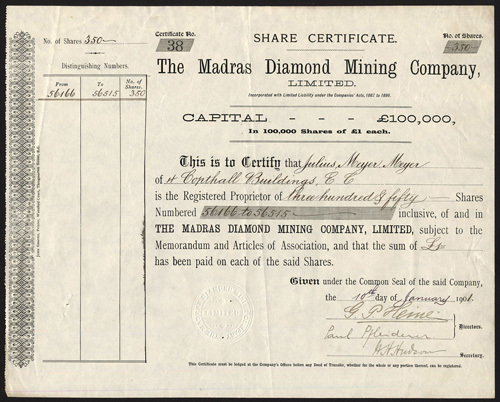 No. of Shares 350
Distinguishing Numbers.
From To No. of Shares.
56166 56515 350
Certificate No.
38
SHARE CERTIFICATE.
No. of Shares.
350
The Madras Diamond Mining Company,
LIMITED.
Incorporated with Limited Liability under the Companies' Acts, 1862 to 1899.
CAPITAL £100,000,
In 100,000 Shares of £1 each.
This is to Certify that Julius Meyer Meyer
of 4 Copthall Buildings, E C
is the Registered Proprietor of three hundred & fifty Shares
Numbered 56166 to 56515 inclusive, of and in
THE MADRAS DIAMOND MINING COMPANY, LIMITED, subject to the
Memorandum and Articles of Association, and that the sum of £1
has been paid on each of the said Shares.
Given under the Common Seal of the said Company,
the 10th day of January 1901.
G. P. Heine
Directors.
Paul Pfleiderer
H. H. Hudson
Secretary.
This Certificate must be lodged at the Company's Offices before any Deed of Transfer, whether for the whole or any portion thereof, can be registered.